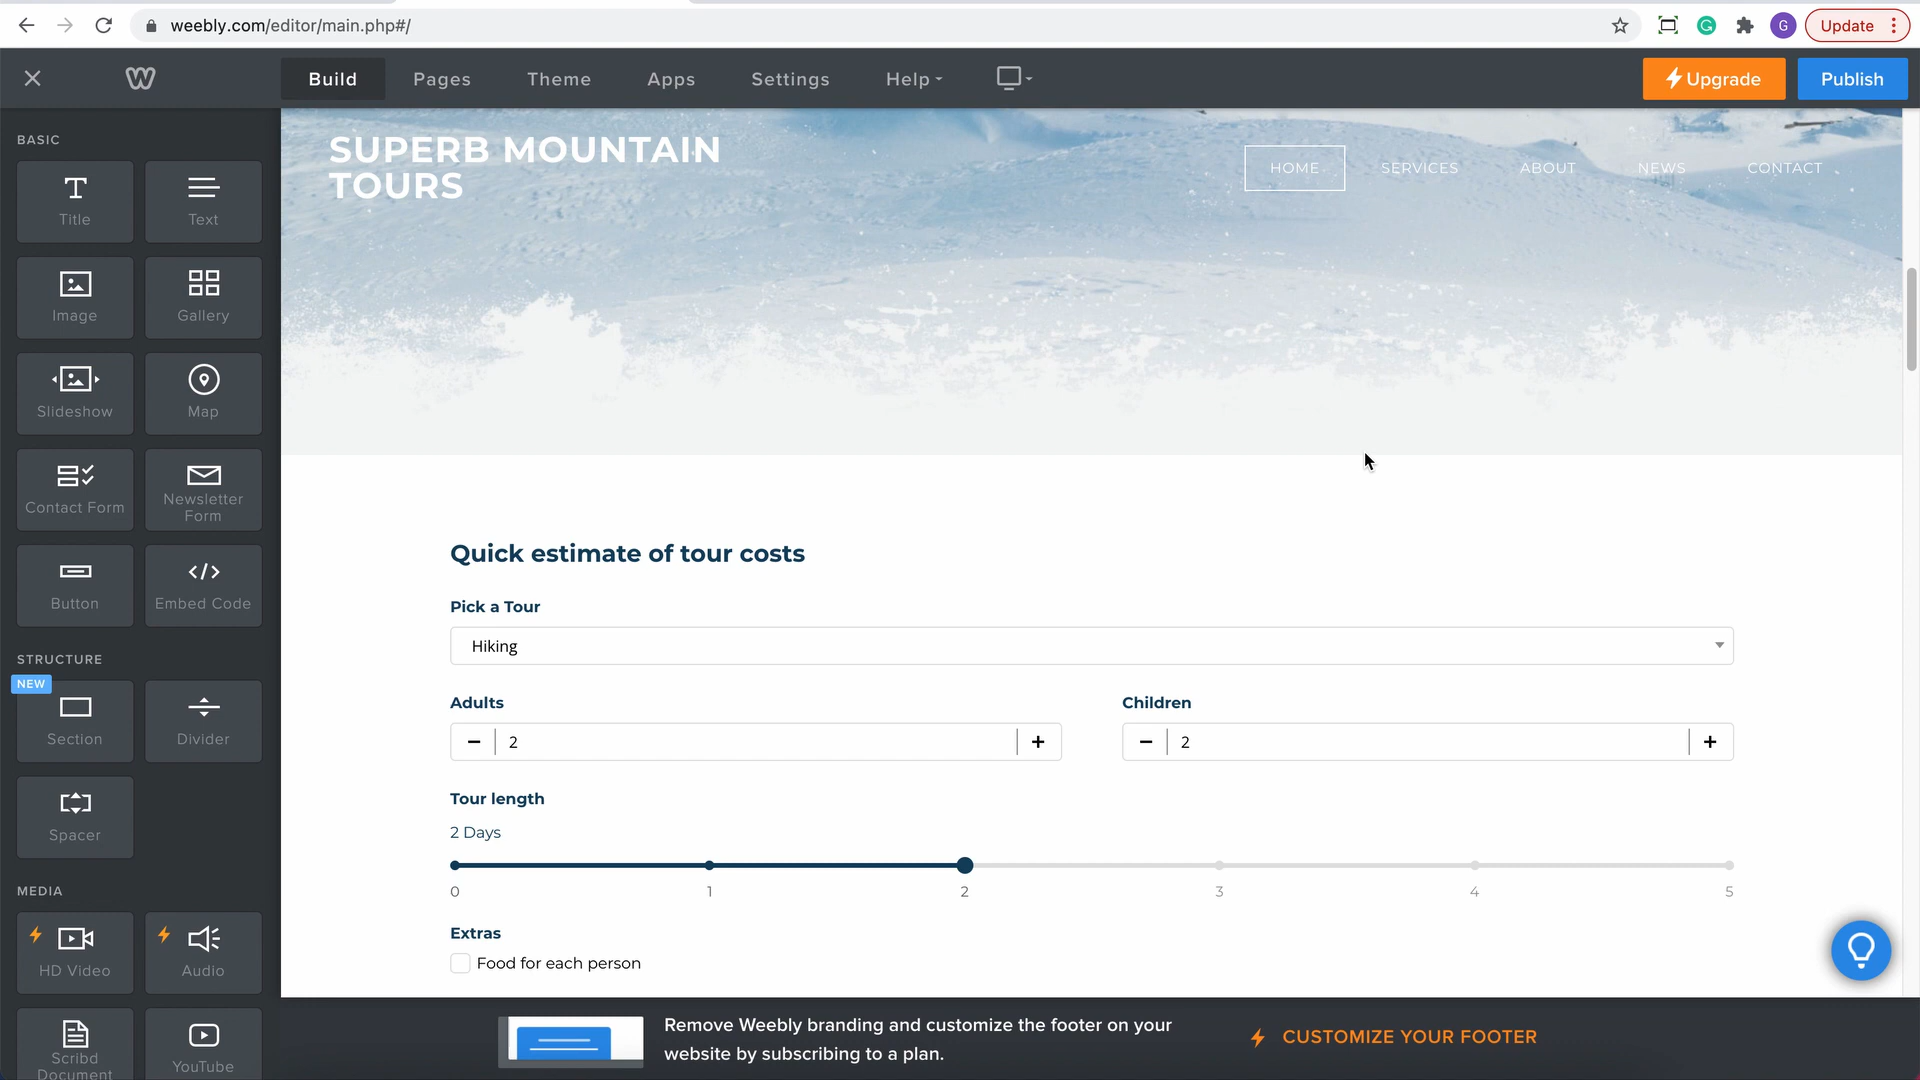 weebly.com/editor/main.php#/
G
Update
Build
Pages
Theme
Apps
Settings
Help
Upgrade
Publish
BASIC
Title
Text
Image
Gallery
Slideshow
Map
Contact Form
Newsletter
Form
Button
Embed Code
STRUCTURE
NEW
Section
Divider
Spacer
MEDIA
HD Video
Audio
Scribd
Document
YouTube
SUPERB MOUNTAIN
TOURS
HOME
SERVICES
ABOUT
NEWS
CONTACT
Quick estimate of tour costs
Pick a Tour
Hiking
Adults
Children
− 2 +
− 2 +
Tour length
2 Days
0 1 2 3 4 5
Extras
Food for each person
Remove Weebly branding and customize the footer on your
website by subscribing to a plan.
CUSTOMIZE YOUR FOOTER